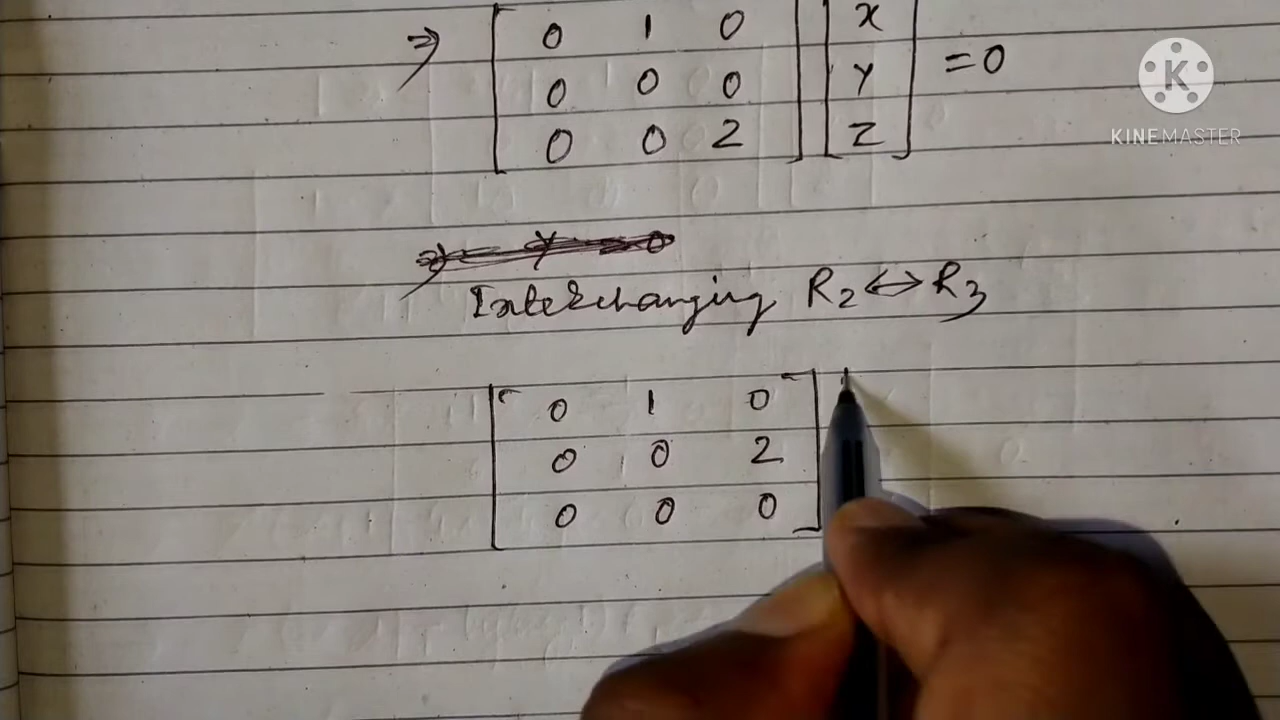 ⇒ [ 0 1 0 ] [ x ]
[ 0 0 0 ] [ y ] = 0
[ 0 0 2 ] [ z ]
K
KINEMASTER
Interchanging R2 ↔ R3
[ 0 1 0 ]
[ 0 0 2 ]
[ 0 0 0 ]